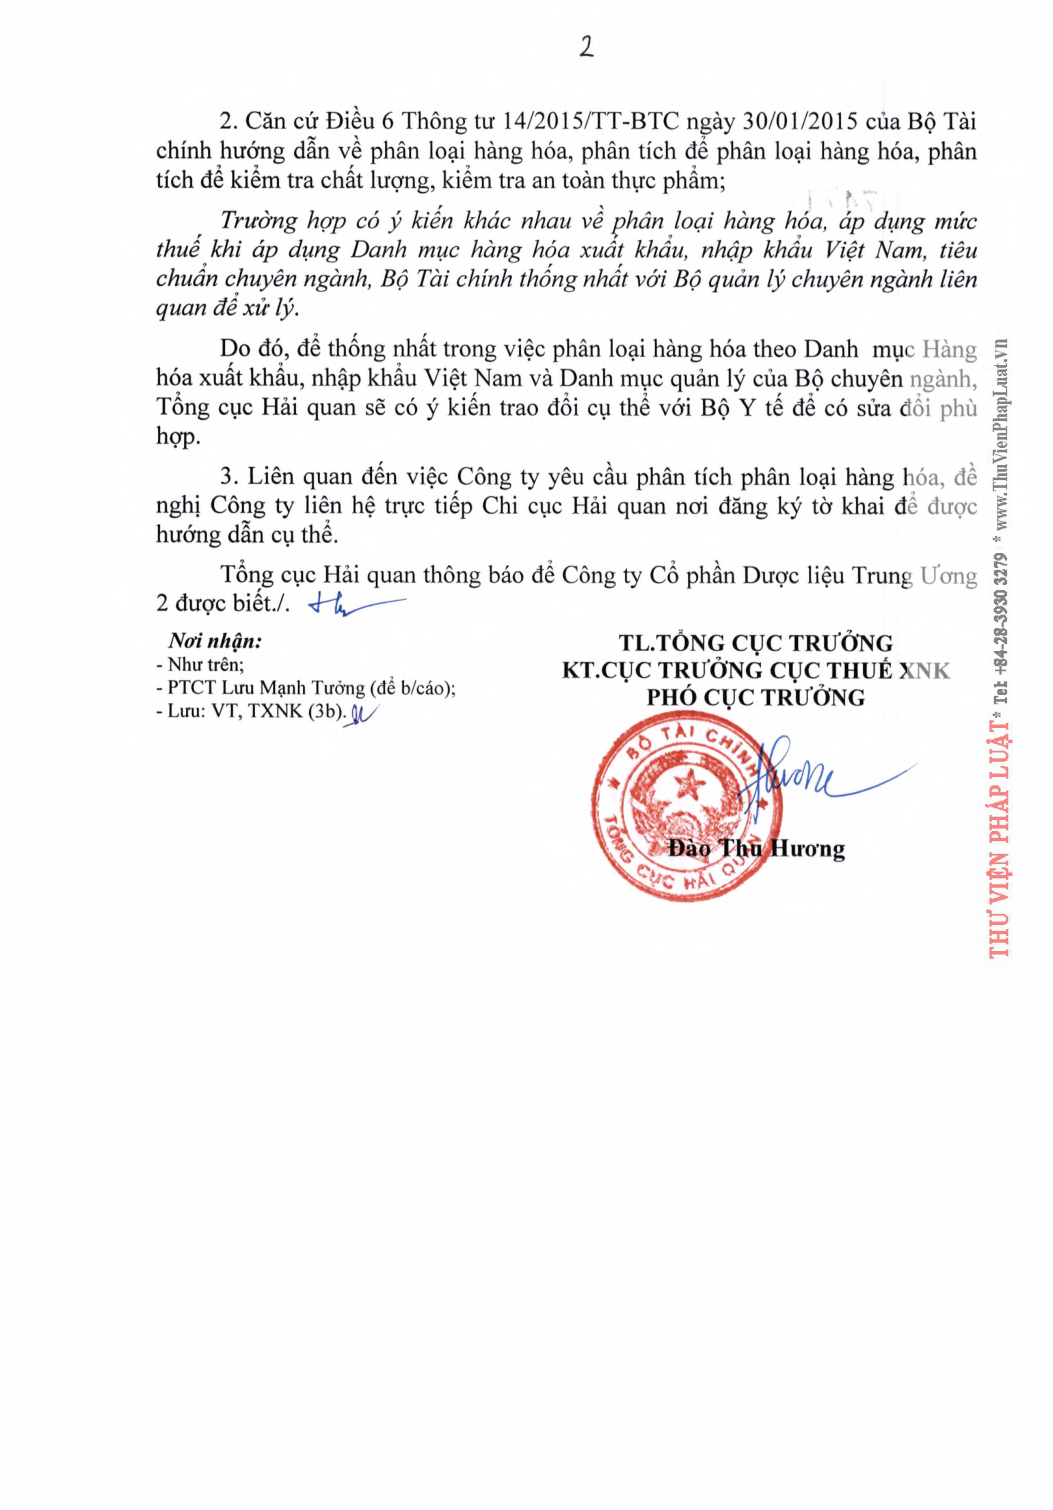 2
2. Căn cứ Điều 6 Thông tư 14/2015/TT-BTC ngày 30/01/2015 của Bộ Tài
chính hướng dẫn về phân loại hàng hóa, phân tích để phân loại hàng hóa, phân
tích để kiểm tra chất lượng, kiểm tra an toàn thực phẩm;
Trường hợp có ý kiến khác nhau về phân loại hàng hóa, áp dụng mức
thuế khi áp dụng Danh mục hàng hóa xuất khẩu, nhập khẩu Việt Nam, tiêu
chuẩn chuyên ngành, Bộ Tài chính thống nhất với Bộ quản lý chuyên ngành liên
quan để xử lý.
Do đó, để thống nhất trong việc phân loại hàng hóa theo Danh mục Hàng
hóa xuất khẩu, nhập khẩu Việt Nam và Danh mục quản lý của Bộ chuyên ngành,
Tổng cục Hải quan sẽ có ý kiến trao đổi cụ thể với Bộ Y tế để có sửa đổi phù
hợp.
3. Liên quan đến việc Công ty yêu cầu phân tích phân loại hàng hóa, đề
nghị Công ty liên hệ trực tiếp Chi cục Hải quan nơi đăng ký tờ khai để được
hướng dẫn cụ thể.
Tổng cục Hải quan thông báo để Công ty Cổ phần Dược liệu Trung Ương
2 được biết./.
Nơi nhận:
- Như trên;
- PTCT Lưu Mạnh Tưởng (để b/cáo);
- Lưu: VT, TXNK (3b).
TL.TỔNG CỤC TRƯỞNG
KT.CỤC TRƯỞNG CỤC THUẾ XNK
PHÓ CỤC TRƯỞNG
BỘ TÀI CHÍNH
TỔNG CỤC HẢI QUAN
Đào Thu Hương
THƯ VIỆN PHÁP LUẬT * Tel: +84-28-3930 3279 * www.ThuVienPhapLuat.vn